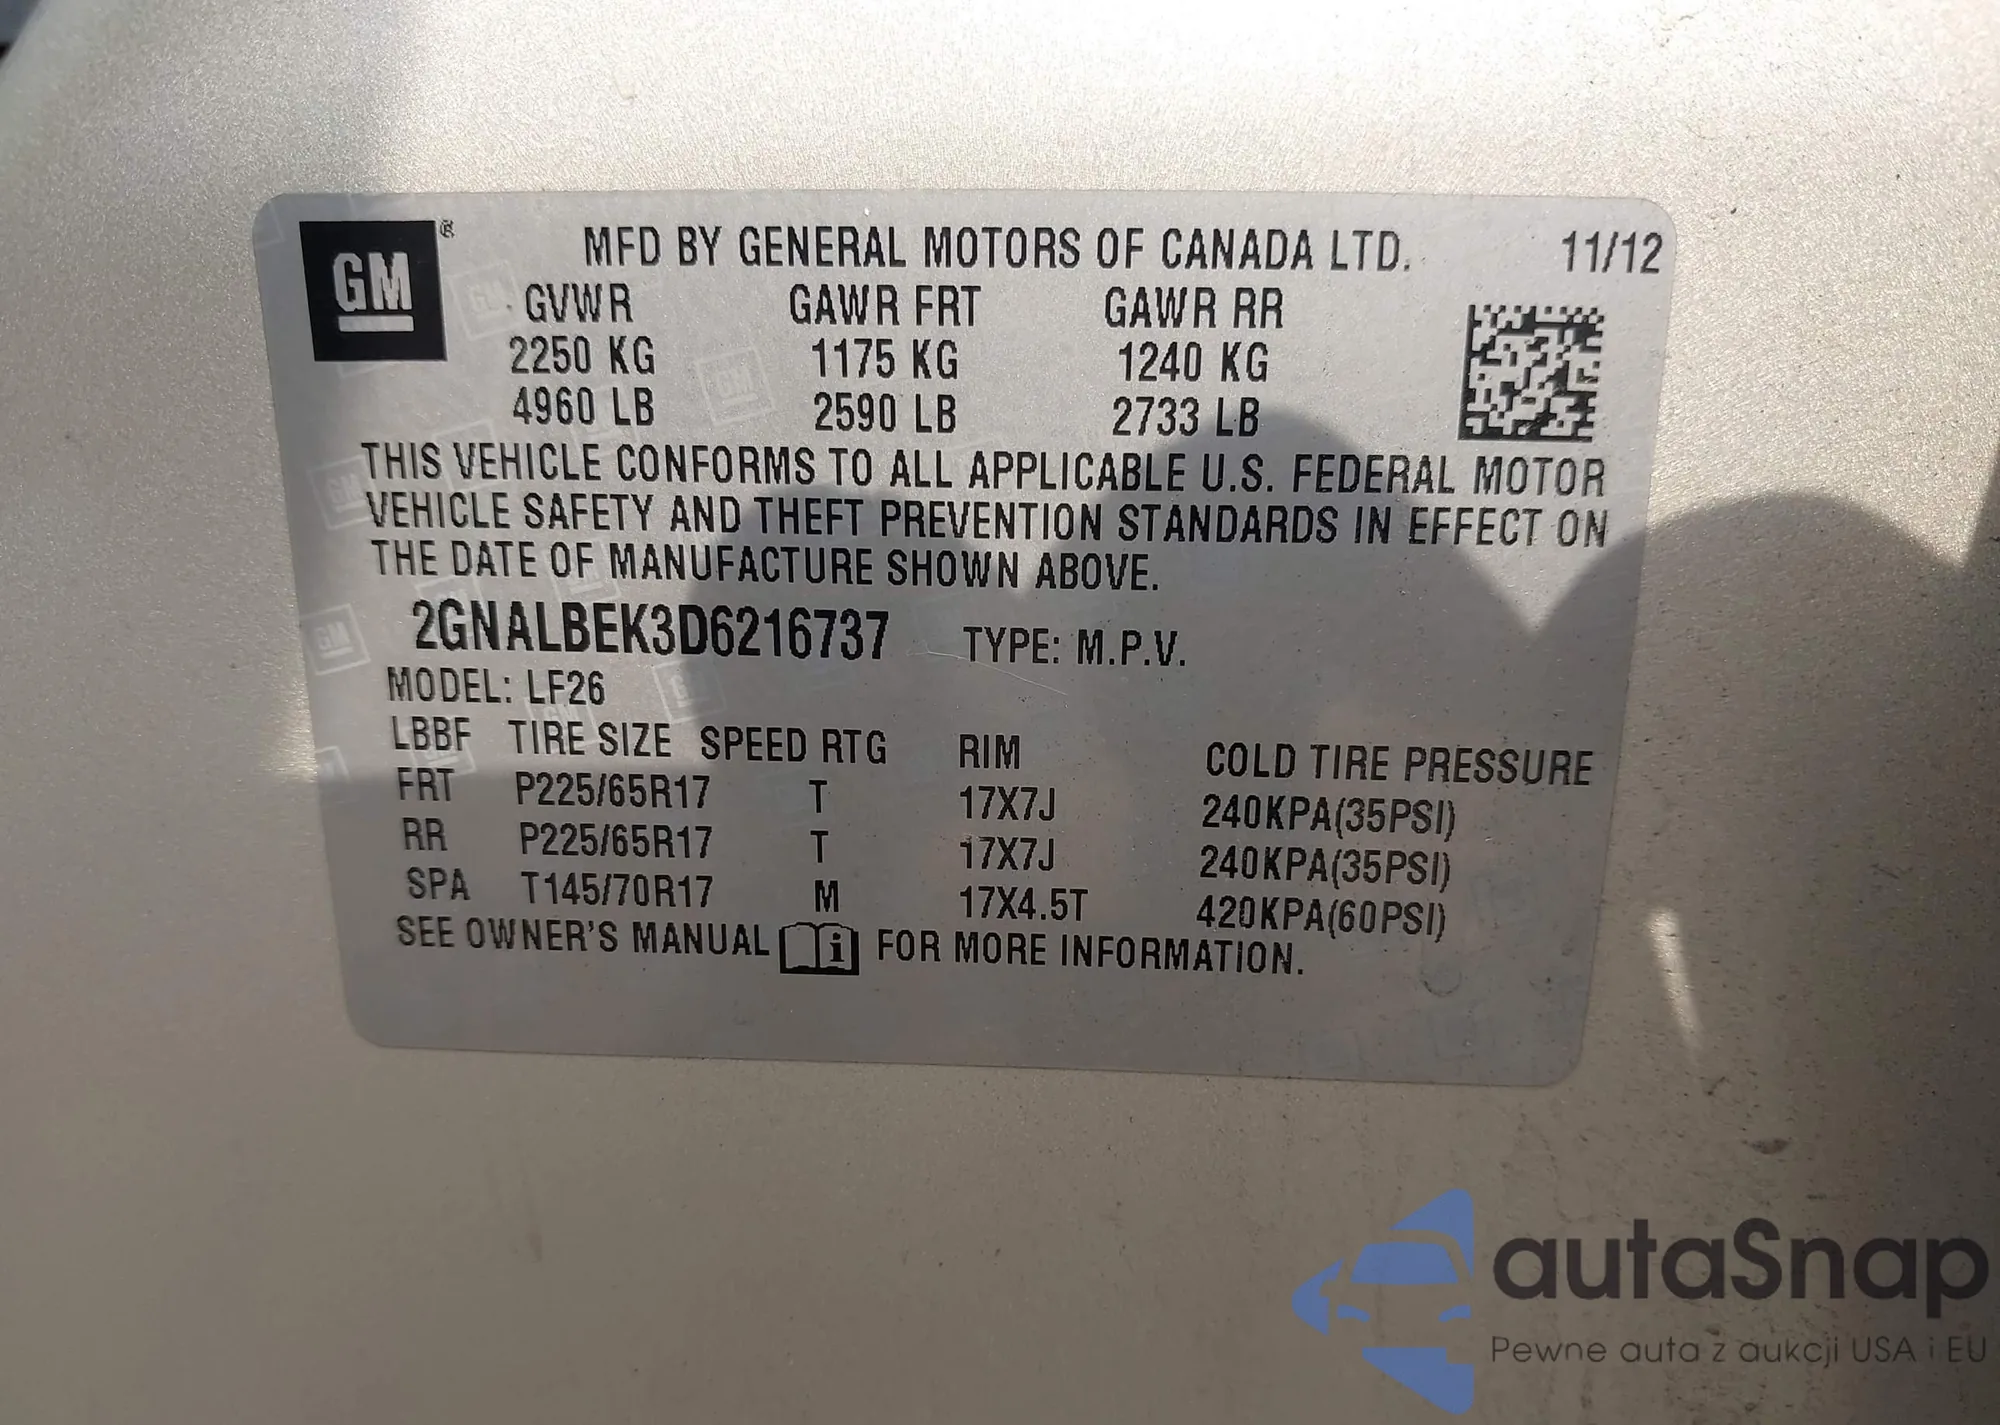 GM ® MFD BY GENERAL MOTORS OF CANADA LTD. 11/12
GVWR GAWR FRT GAWR RR
2250 KG 1175 KG 1240 KG
4960 LB 2590 LB 2733 LB
THIS VEHICLE CONFORMS TO ALL APPLICABLE U.S. FEDERAL MOTOR
VEHICLE SAFETY AND THEFT PREVENTION STANDARDS IN EFFECT ON
THE DATE OF MANUFACTURE SHOWN ABOVE.
2GNALBEK3D6216737 TYPE: M.P.V.
MODEL: LF26
LBBF TIRE SIZE SPEED RTG RIM COLD TIRE PRESSURE
FRT P225/65R17 T 17X7J 240KPA(35PSI)
RR P225/65R17 T 17X7J 240KPA(35PSI)
SPA T145/70R17 M 17X4.5T 420KPA(60PSI)
SEE OWNER'S MANUAL i FOR MORE INFORMATION.
autaSnap
Pewne auta z aukcji USA i EU